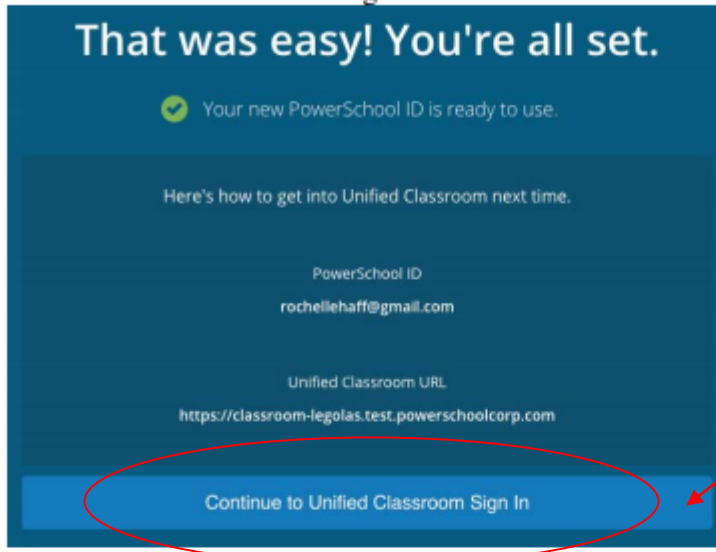 That was easy! You're all set.
Your new PowerSchool ID is ready to use.
Here's how to get into Unified Classroom next time.
PowerSchool ID
rochellehaff@gmail.com
Unified Classroom URL
https://classroom-legolas.test.powerschoolcorp.com
Continue to Unified Classroom Sign In